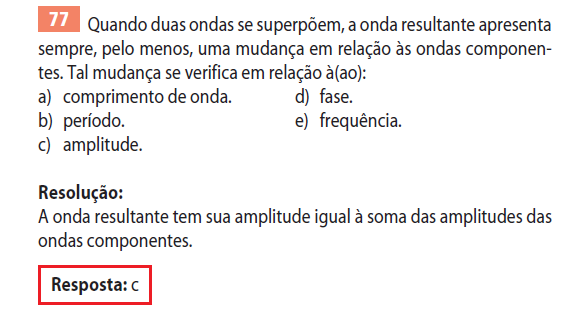 77 Quando duas ondas se superpõem, a onda resultante apresenta
sempre, pelo menos, uma mudança em relação às ondas componen-
tes. Tal mudança se verifica em relação à(ao):
a) comprimento de onda. d) fase.
b) período. e) frequência.
c) amplitude.
Resolução:
A onda resultante tem sua amplitude igual à soma das amplitudes das
ondas componentes.
Resposta: c